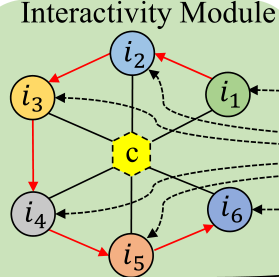 Interactivity Module
i₂
i₃
i₁
c
i₄
i₆
i₅